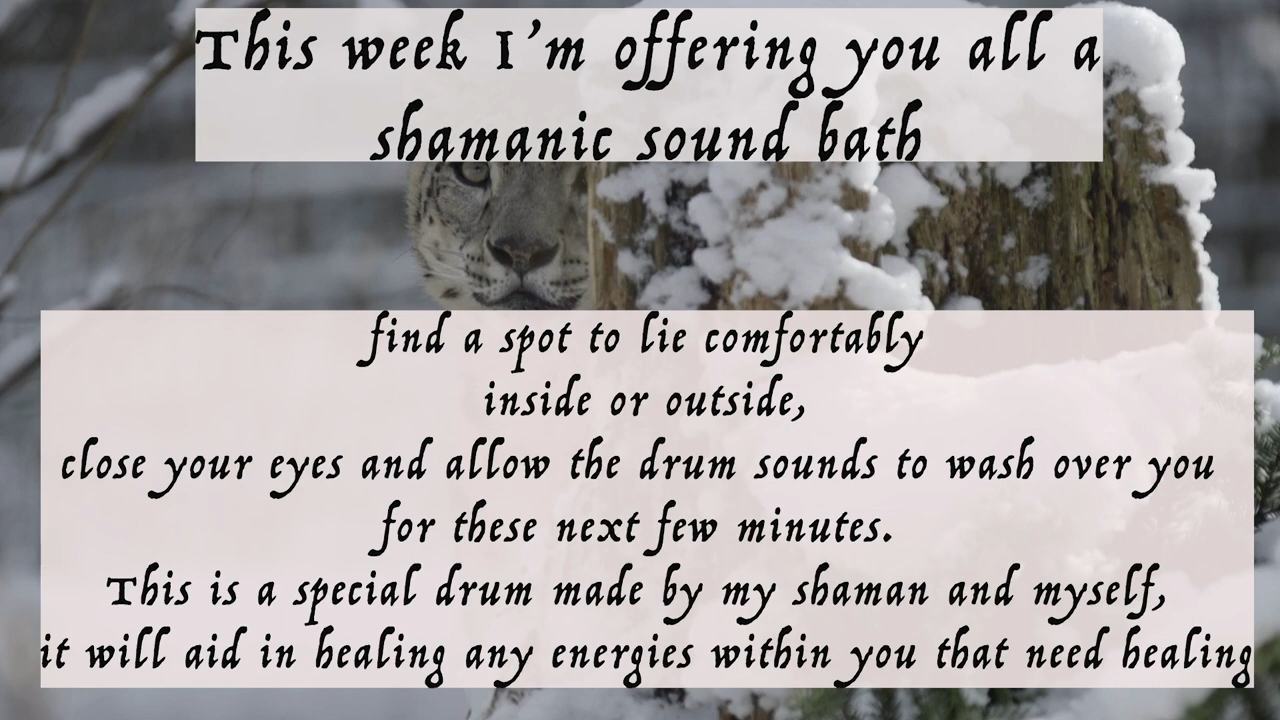 This week I'm offering you all a
shamanic sound bath
find a spot to lie comfortably
inside or outside,
close your eyes and allow the drum sounds to wash over you
for these next few minutes.
This is a special drum made by my shaman and myself,
it will aid in healing any energies within you that need healing